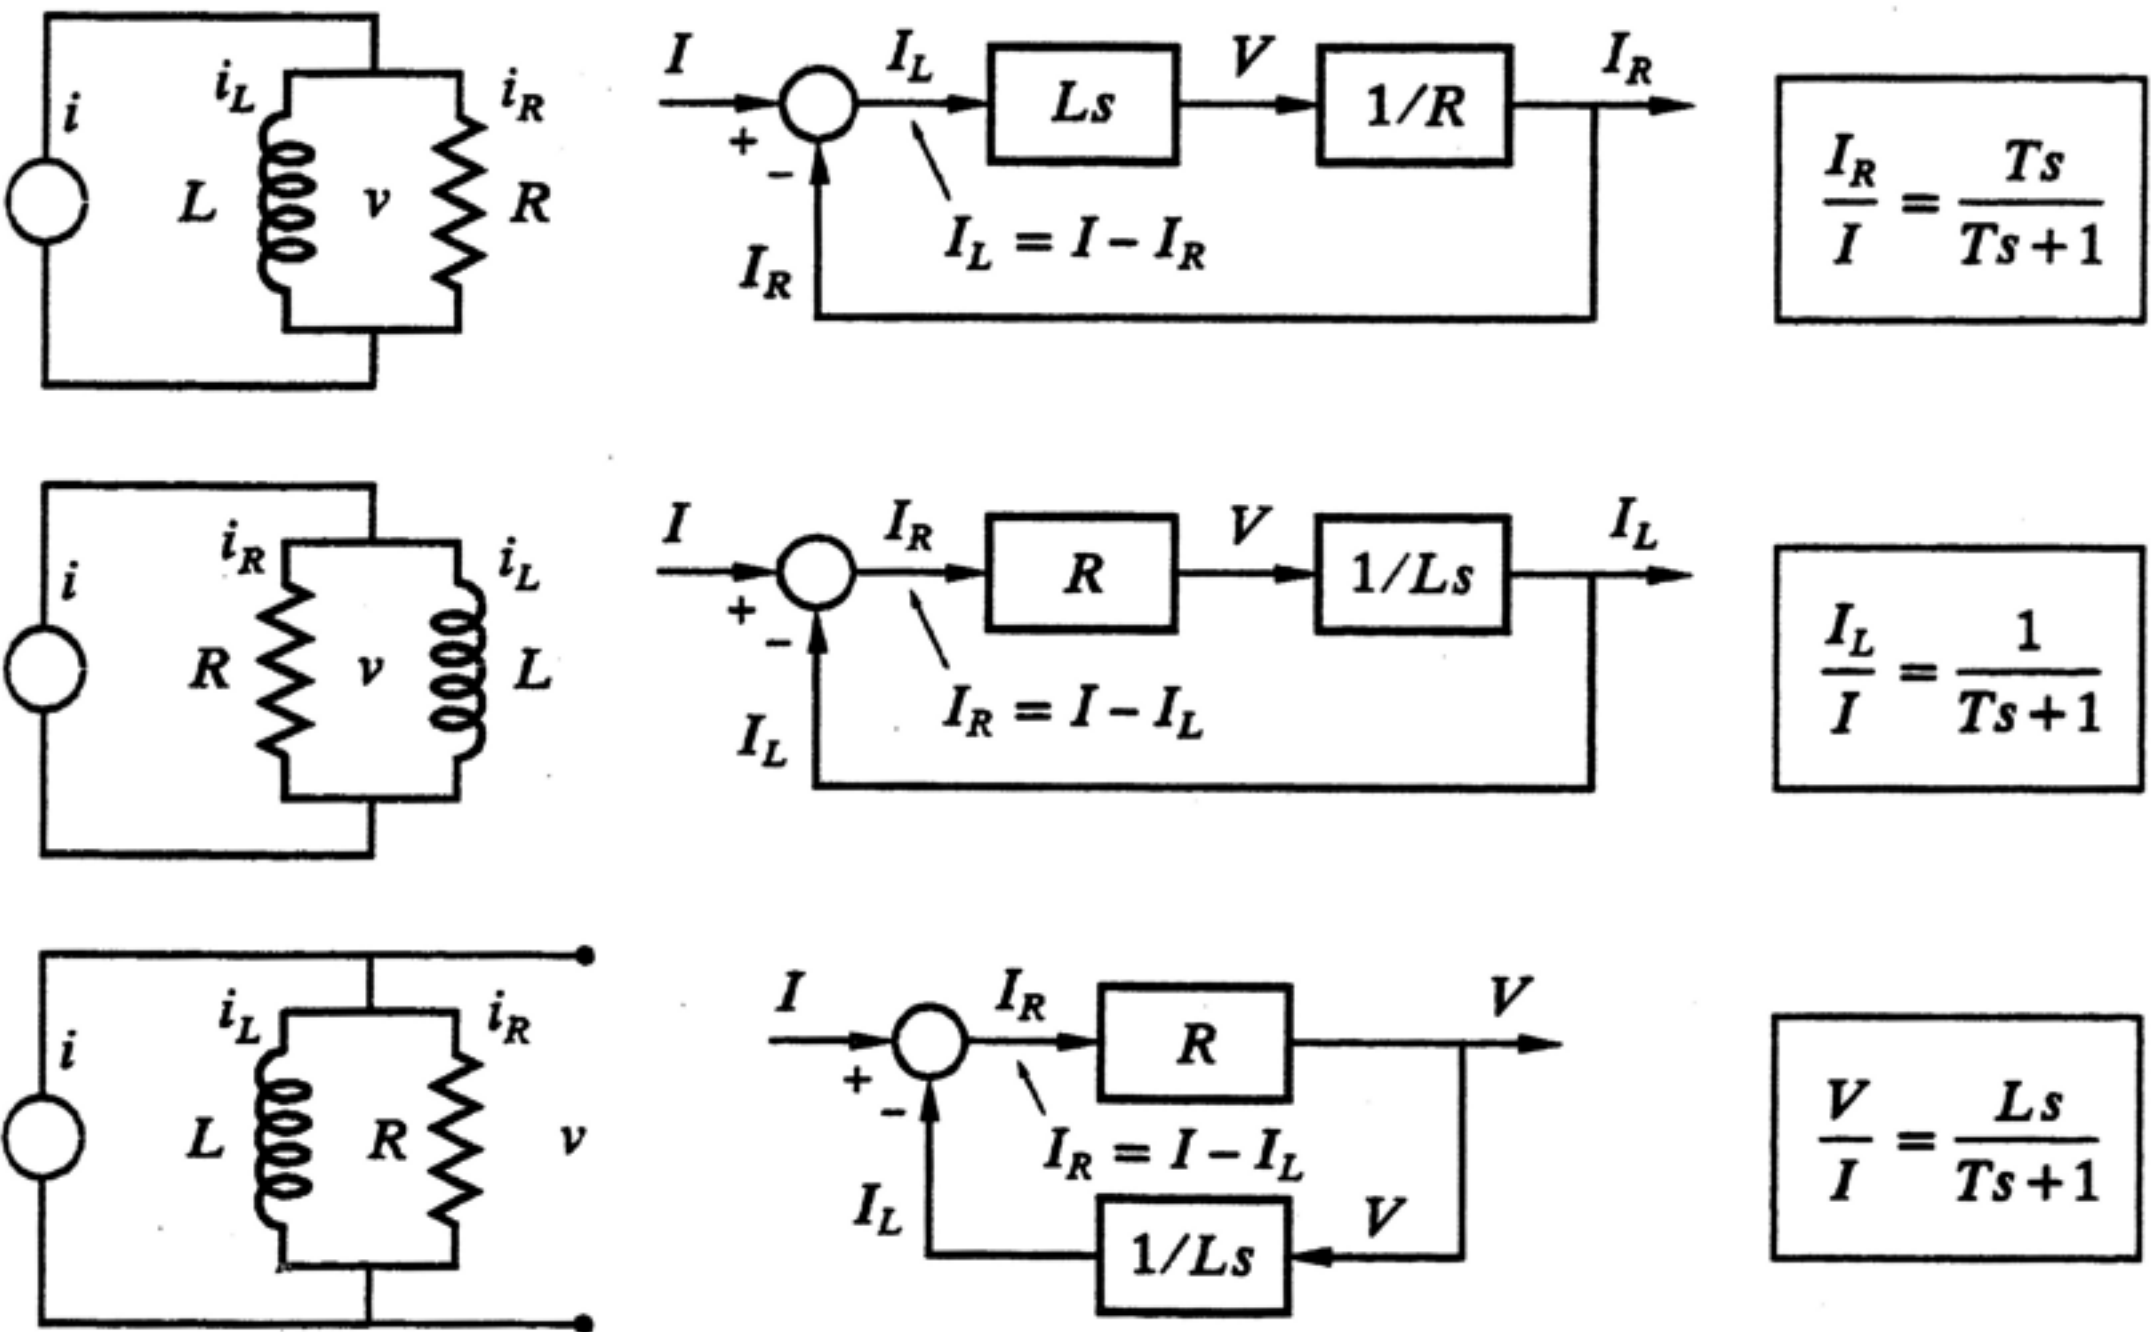 i
i_L
i_R
L
v
R
I
+
-
I_L
Ls
V
1/R
I_R
I_L = I - I_R
I_R
I_R/I = Ts/(Ts+1)
i
i_R
i_L
R
v
L
I
+
-
I_R
R
V
1/Ls
I_L
I_R = I - I_L
I_L
I_L/I = 1/(Ts+1)
i
i_L
i_R
L
R
v
I
+
-
I_R
R
V
I_R = I - I_L
I_L
1/Ls
V
V/I = Ls/(Ts+1)